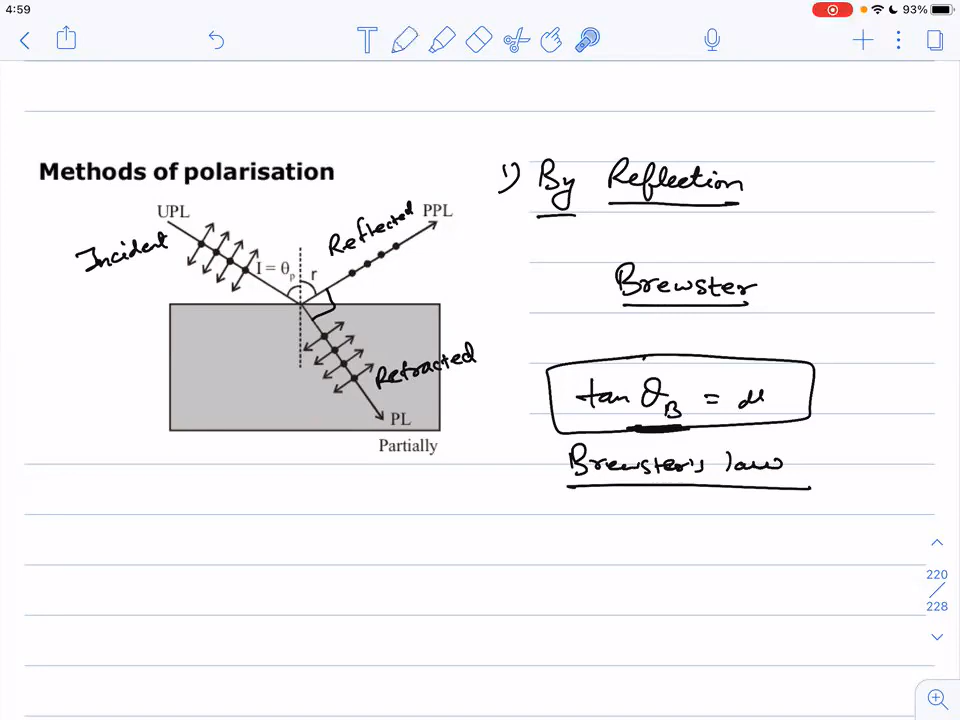 4:59
93%
T
Methods of polarisation
1) By Reflection
UPL
Incident
Reflected
PPL
I = θp
r
Brewster
Refracted
PL
Partially
tan θB = μ
Brewster's law
220
228